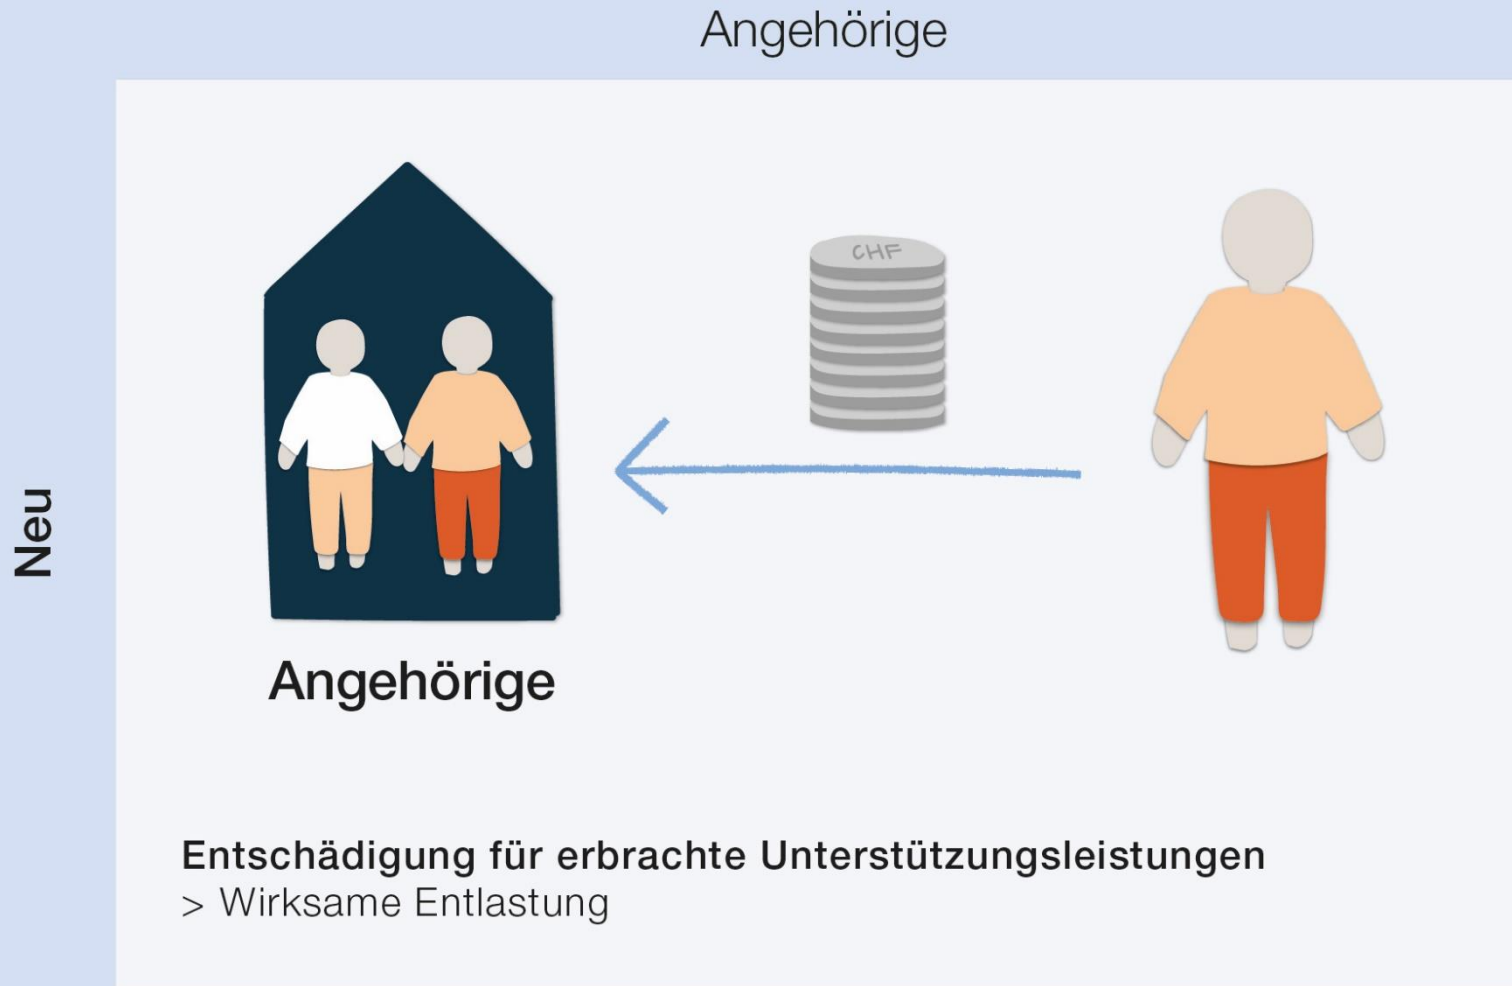 Angehörige
Neu
CHF
Angehörige
Entschädigung für erbrachte Unterstützungsleistungen
> Wirksame Entlastung